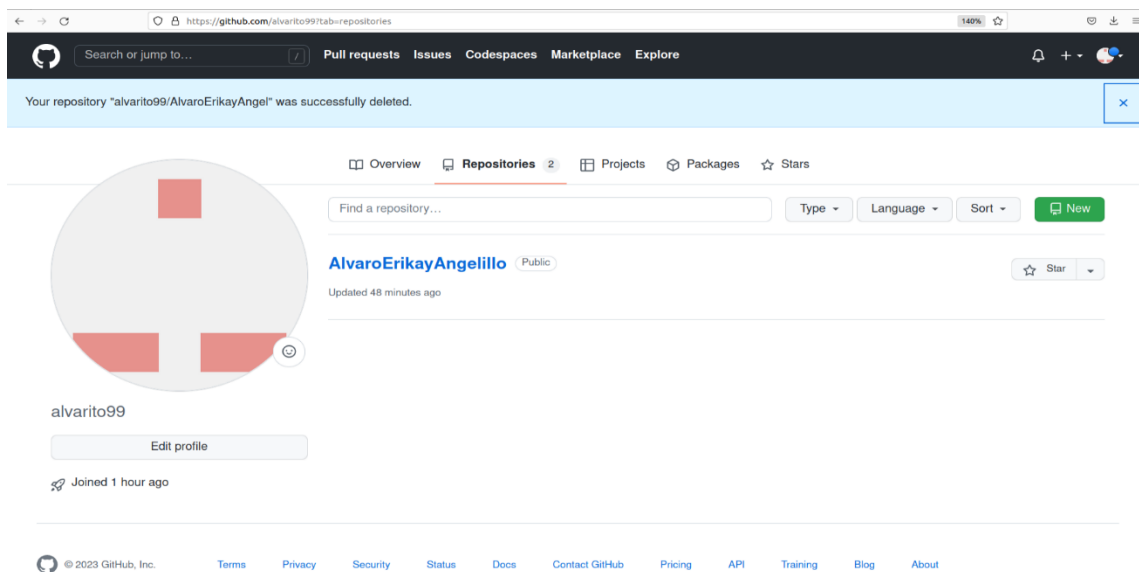 https://github.com/alvarito99?tab=repositories 140%
Search or jump to... / Pull requests Issues Codespaces Marketplace Explore
Your repository "alvarito99/AlvaroErikayAngel" was successfully deleted.
Overview Repositories 2 Projects Packages Stars
Find a repository... Type Language Sort New
AlvaroErikayAngelillo Public Star
Updated 48 minutes ago
alvarito99
Edit profile
Joined 1 hour ago
© 2023 GitHub, Inc. Terms Privacy Security Status Docs Contact GitHub Pricing API Training Blog About